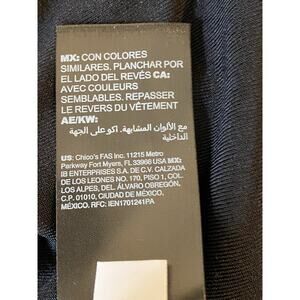 MX: CON COLORES
SIMILARES. PLANCHAR POR
EL LADO DEL REVÉS CA:
AVEC COULEURS
SEMBLABLES. REPASSER
LE REVERS DU VÊTEMENT
AE/KW:
مع الألوان المشابهة. اكو على الجهة
الداخلية
US: Chico's FAS Inc. 11215 Metro
Parkway Fort Myers, FL 33966 USA MX:
IB ENTERPRISES S.A. DE C.V. CALZADA
DE LOS LEONES NO. 170, PISO 1, COL.
LOS ALPES, DEL. ÁLVARO OBREGÓN,
C.P. 01010, CIUDAD DE MÉXICO,
MÉXICO. RFC: IEN1701241PA